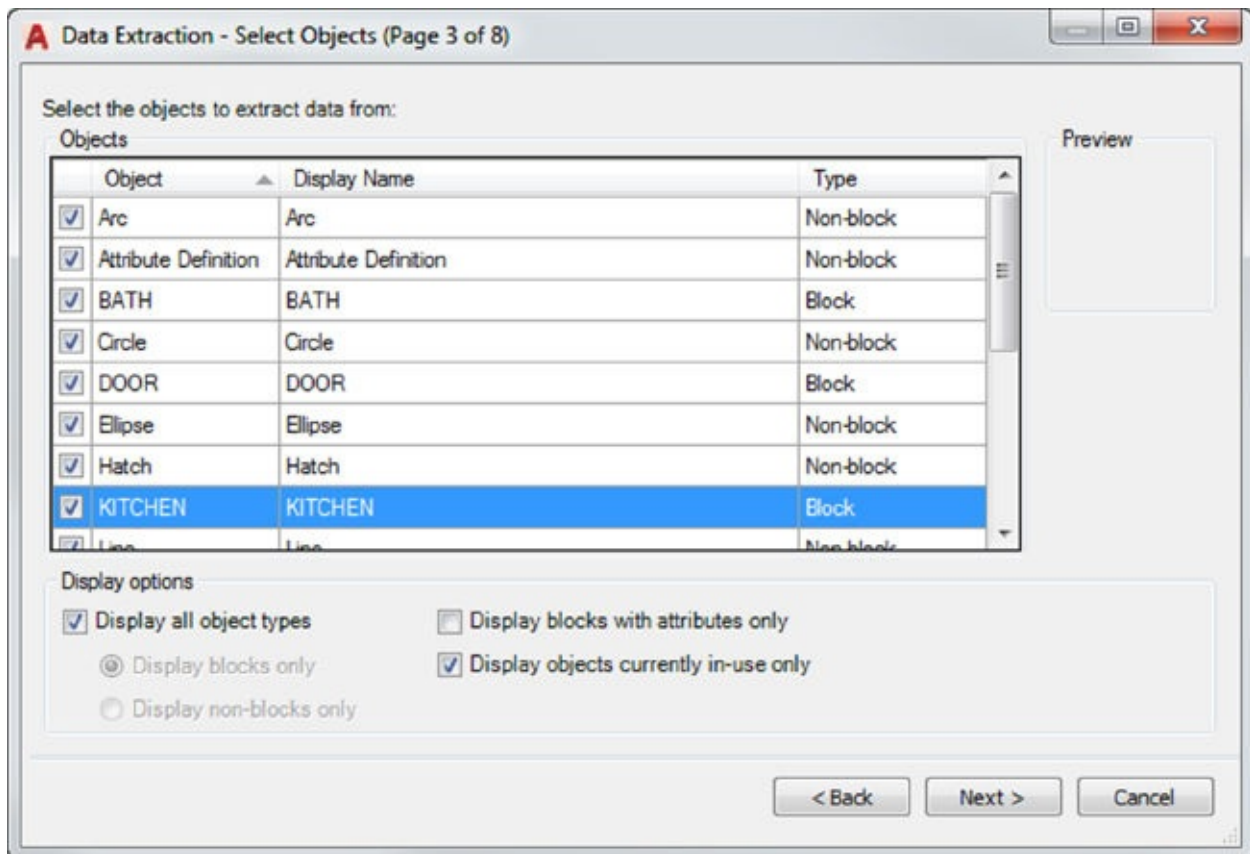 Data Extraction - Select Objects (Page 3 of 8)
Select the objects to extract data from:
Objects
Preview
Object Display Name Type
Arc Arc Non-block
Attribute Definition Attribute Definition Non-block
BATH BATH Block
Circle Circle Non-block
DOOR DOOR Block
Ellipse Ellipse Non-block
Hatch Hatch Non-block
KITCHEN KITCHEN Block
Line Line Non-block
Display options
Display all object types Display blocks with attributes only
Display blocks only Display objects currently in-use only
Display non-blocks only
< Back Next > Cancel